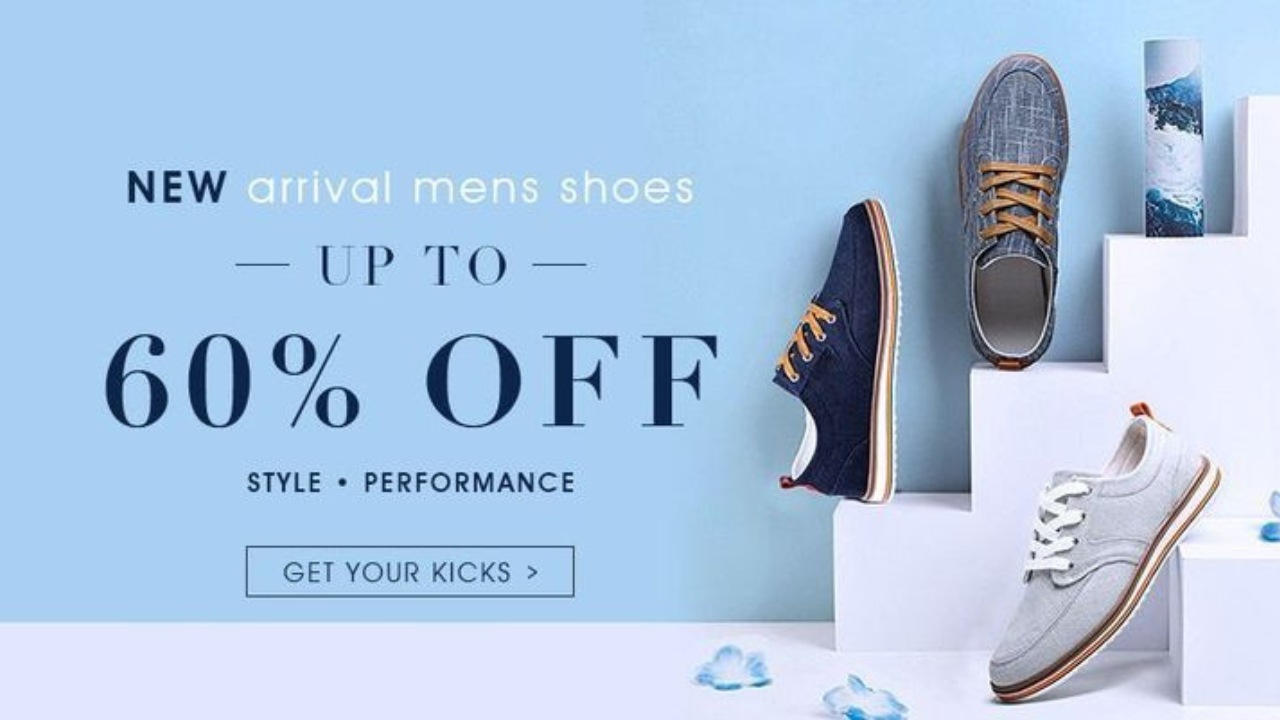 NEW arrival mens shoes
— UP TO —
60% OFF
STYLE • PERFORMANCE
GET YOUR KICKS >